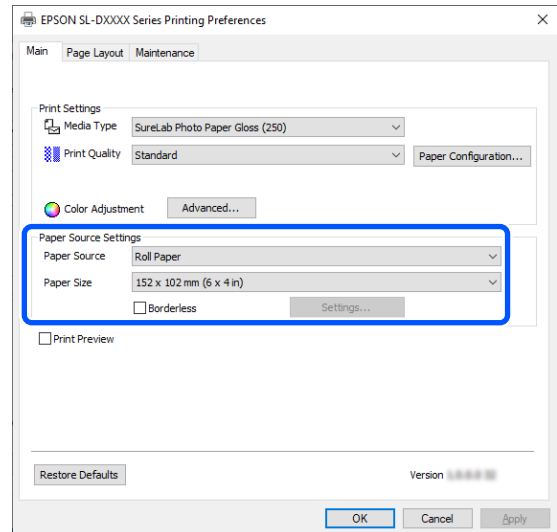 EPSON SL-DXXXX Series Printing Preferences
Main Page Layout Maintenance
Print Settings
Media Type SureLab Photo Paper Gloss (250)
Print Quality Standard Paper Configuration...
Color Adjustment Advanced...
Paper Source Settings
Paper Source Roll Paper
Paper Size 152 x 102 mm (6 x 4 in)
Borderless Settings...
Print Preview
Restore Defaults Version
OK Cancel Apply